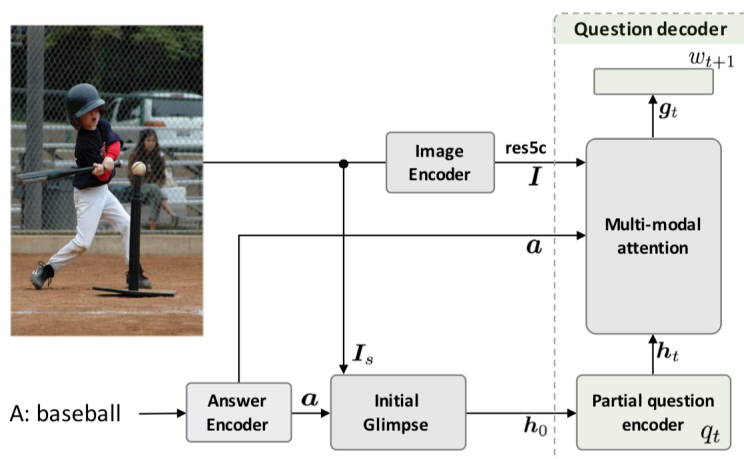 Question decoder
w_{t+1}
g_t
Image
Encoder
res5c
I
Multi-modal
attention
a
I_s
h_t
A: baseball
Answer
Encoder
a
Initial
Glimpse
h_0
Partial question
encoder
q_t